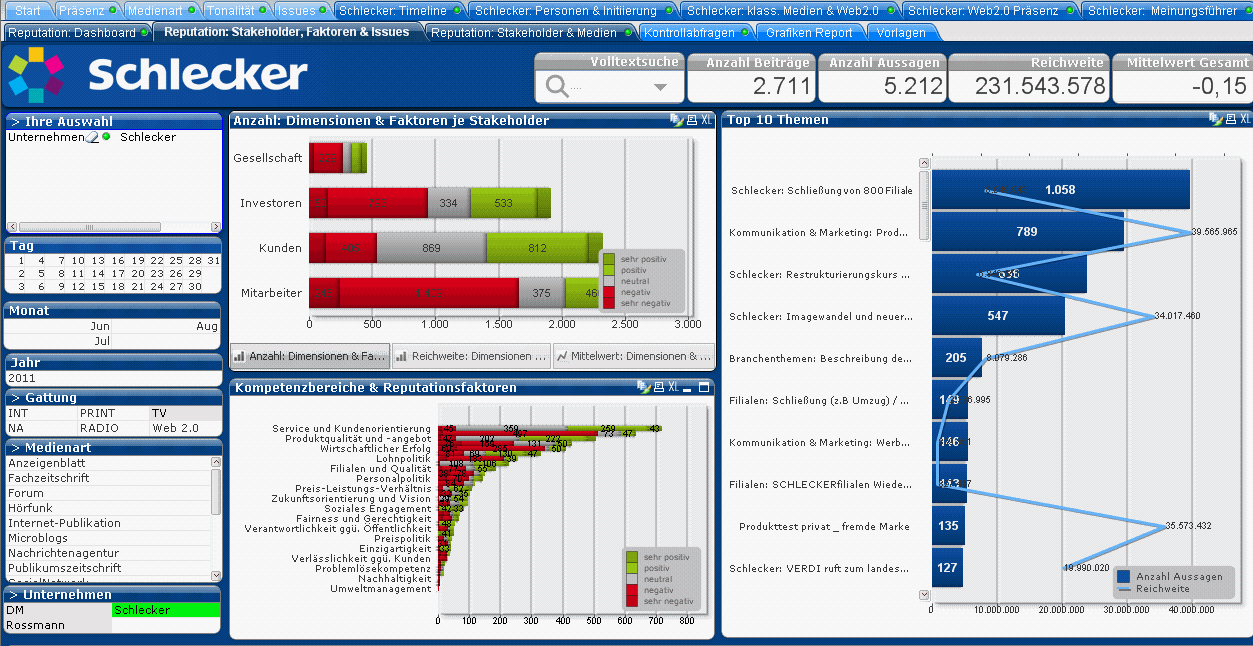 Start Präsenz Medienart Tonalität Issues Schlecker: Timeline Schlecker: Personen & Initiierung Schlecker: klass. Medien & Web2.0 Schlecker: Web2.0 Präsenz Schlecker: Meinungsführer
Reputation: Dashboard Reputation: Stakeholder, Faktoren & Issues Reputation: Stakeholder & Medien Kontrollabfragen Grafiken Report Vorlagen
Schlecker
Volltextsuche
....
Anzahl Beiträge
2.711
Anzahl Aussagen
5.212
Reichweite
231.543.578
Mittelwert Gesamt
-0,15
> Ihre Auswahl
Unternehmen Schlecker
Tag
1 4 7 10 13 16 19 22 25 28 31
2 5 8 11 14 17 20 23 26 29
3 6 9 12 15 18 21 24 27 30
Monat
Jun Aug
Jul
Jahr
2011
> Gattung
INT PRINT TV
NA RADIO Web 2.0
> Medienart
Anzeigenblatt
Fachzeitschrift
Forum
Hörfunk
Internet-Publikation
Microblogs
Nachrichtenagentur
Publikumszeitschrift
> Unternehmen
DM Schlecker
Rossmann
Anzahl: Dimensionen & Faktoren je Stakeholder XL
Gesellschaft
Investoren 334 533
Kunden 869 812
Mitarbeiter 375
sehr positiv
positiv
neutral
negativ
sehr negativ
0 500 1.000 1.500 2.000 2.500 3.000
Anzahl: Dimensionen & Fa... Reichweite: Dimensionen ... Mittelwert: Dimensionen & ...
Kompetenzbereiche & Reputationsfaktoren XL
Service und Kundenorientierung 45 359 259 43
Produktqualität und -angebot
Wirtschaftlicher Erfolg
Lohnpolitik
Filialen und Qualität
Personalpolitik
Preis-Leistungs-Verhältnis
Zukunftsorientierung und Vision
Soziales Engagement
Fairness und Gerechtigkeit
Verantwortlichkeit ggü. Öffentlichkeit
Preispolitik
Einzigartigkeit
Verlässlichkeit ggü. Kunden
Problemlösekompetenz
Nachhaltigkeit
Umweltmanagement
sehr positiv
positiv
neutral
negativ
sehr negativ
0 100 200 300 400 500 600 700 800
Top 10 Themen XL
Schlecker: Schließung von 800 Filiale 1.058
Kommunikation & Marketing: Prod... 789 39.565.965
Schlecker: Restrukturierungskurs ...
Schlecker: Imagewandel und neuer... 547 34.017.460
Branchenthemen: Beschreibung de... 205 8.079.286
Filialen: Schließung (z.B Umzug) / ...
Kommunikation & Marketing: Werb... 146
Filialen: SCHLECKERfilialen Wiede...
Produkttest privat _ fremde Marke 135 35.573.432
Schlecker: VERDI ruft zum landes... 127 19.990.020
Anzahl Aussagen
Reichweite
0 10.000.000 20.000.000 30.000.000 40.000.000